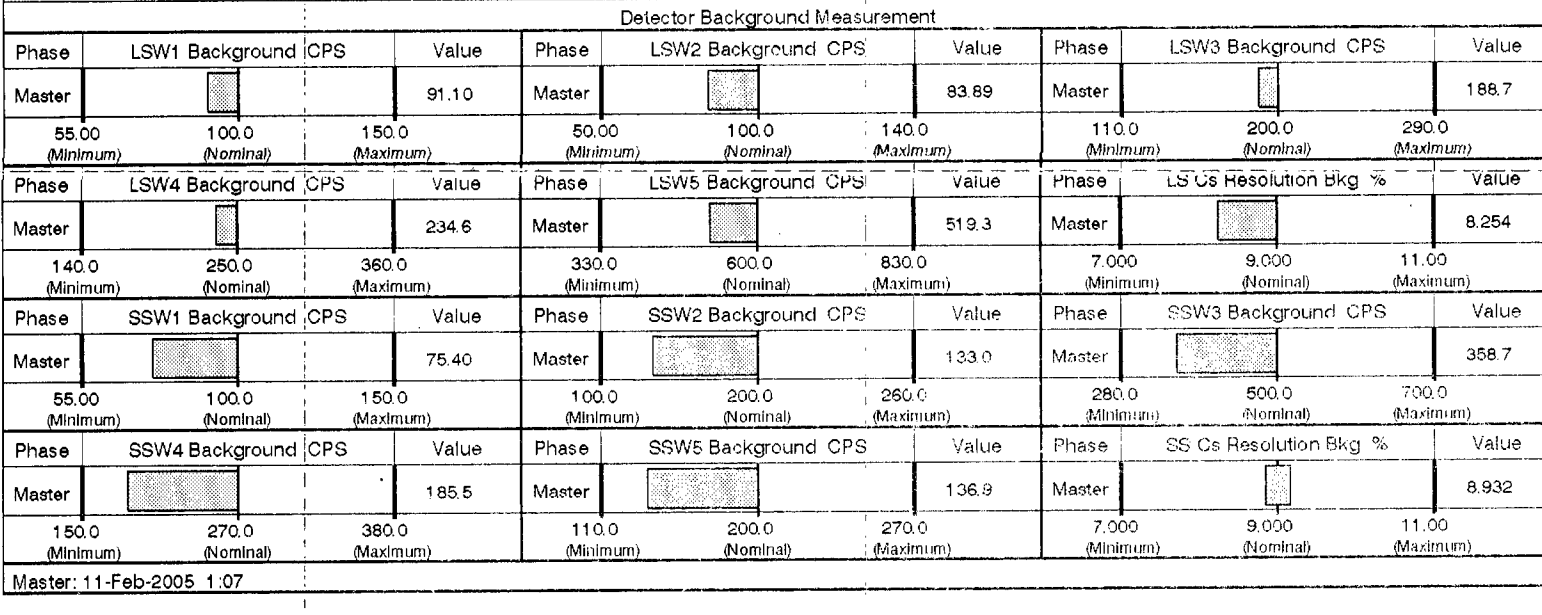 Detector Background Measurement
Phase LSW1 Background CPS Value Phase LSW2 Background CPS Value Phase LSW3 Background CPS Value
Master 91.10 Master 83.89 Master 188.7
55.00 100.0 150.0 50.00 100.0 140.0 110.0 200.0 290.0
(Minimum) (Nominal) (Maximum) (Minimum) (Nominal) (Maximum) (Minimum) (Nominal) (Maximum)
Phase LSW4 Background CPS Value Phase LSW5 Background CPS Value Phase LS Cs Resolution Bkg % Value
Master 234.6 Master 519.3 Master 8.254
140.0 250.0 360.0 330.0 600.0 830.0 7.000 9.000 11.00
(Minimum) (Nominal) (Maximum) (Minimum) (Nominal) (Maximum) (Minimum) (Nominal) (Maximum)
Phase SSW1 Background CPS Value Phase SSW2 Background CPS Value Phase SSW3 Background CPS Value
Master 75.40 Master 133.0 Master 358.7
55.00 100.0 150.0 100.0 200.0 260.0 280.0 500.0 700.0
(Minimum) (Nominal) (Maximum) (Minimum) (Nominal) (Maximum) (Minimum) (Nominal) (Maximum)
Phase SSW4 Background CPS Value Phase SSW5 Background CPS Value Phase SS Cs Resolution Bkg % Value
Master 185.5 Master 136.9 Master 8.932
150.0 270.0 380.0 110.0 200.0 270.0 7.000 9.000 11.00
(Minimum) (Nominal) (Maximum) (Minimum) (Nominal) (Maximum) (Minimum) (Nominal) (Maximum)
Master: 11-Feb-2005 1:07